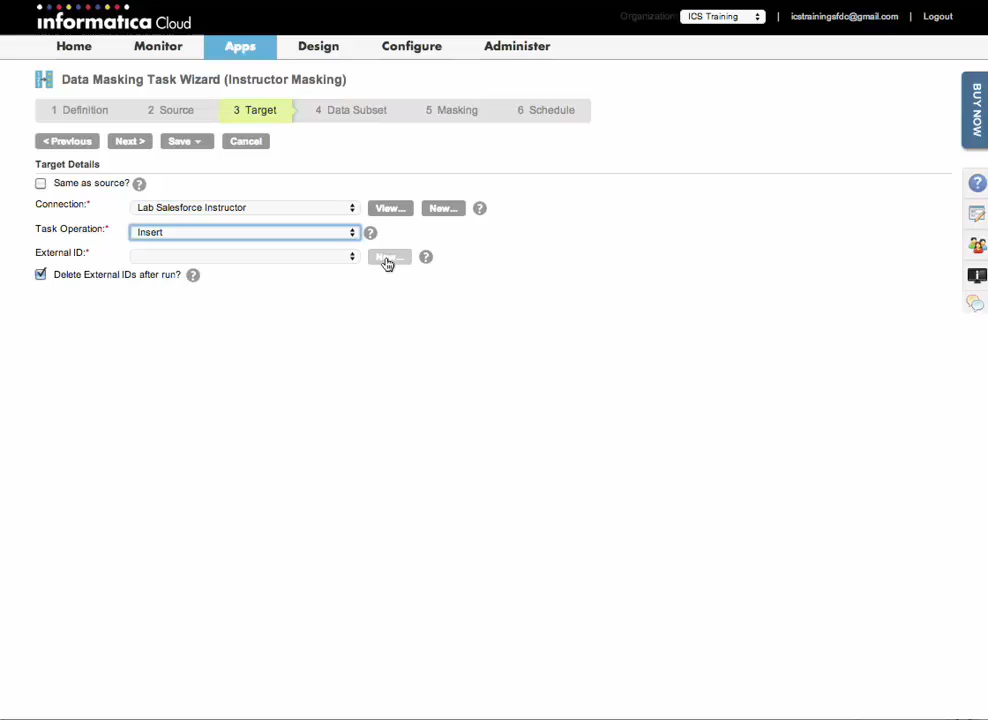 informatica Cloud
Organization: ICS Training | icstrainingsfdc@gmail.com | Logout
Home Monitor Apps Design Configure Administer
Data Masking Task Wizard (Instructor Masking)
1 Definition 2 Source 3 Target 4 Data Subset 5 Masking 6 Schedule
< Previous Next > Save Cancel
Target Details
Same as source? ?
Connection:* Lab Salesforce Instructor View... New... ?
Task Operation:* Insert ?
External ID:* New... ?
Delete External IDs after run? ?
BUY NOW
?